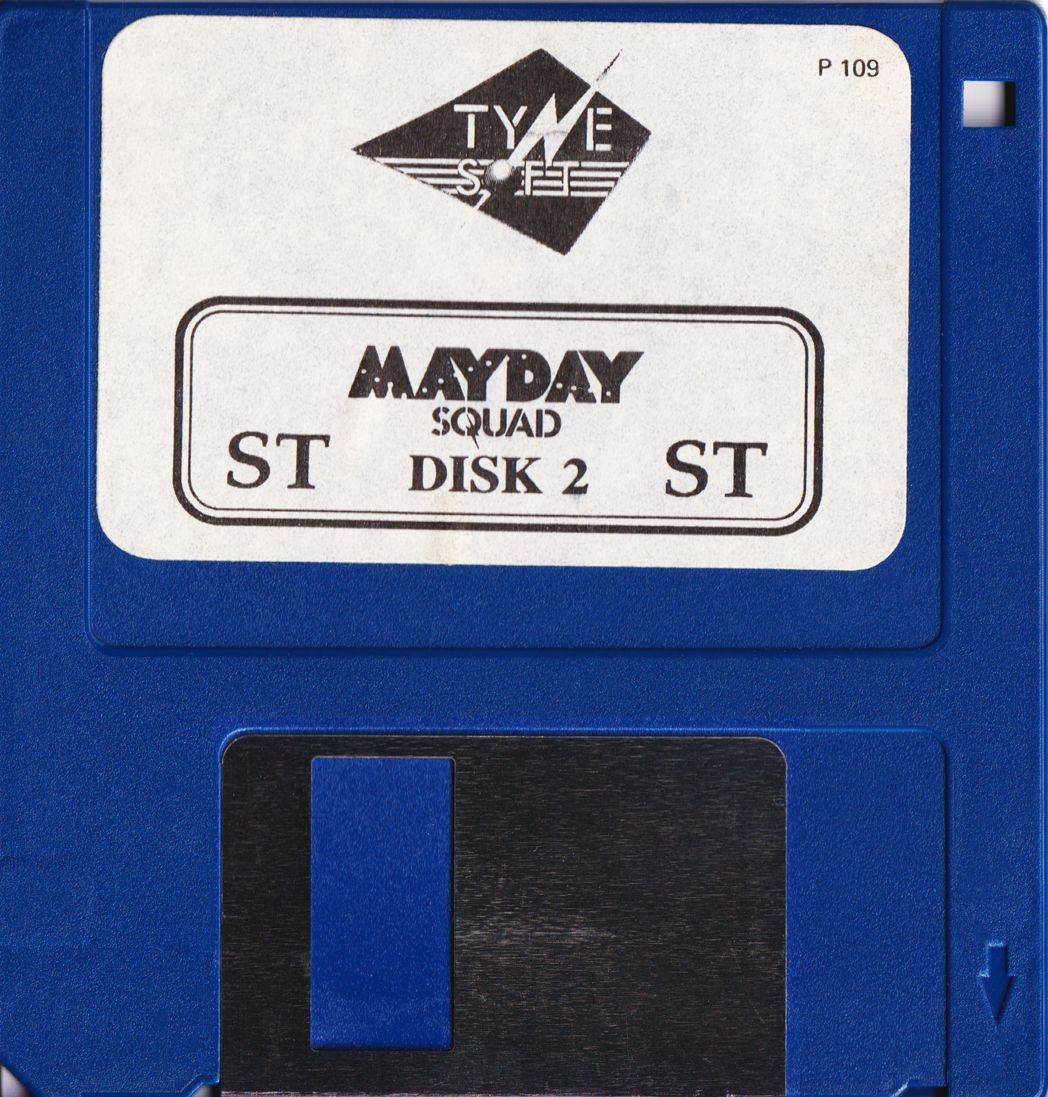 P 109
TYNE
SOFT
MAYDAY
SQUAD
ST DISK 2 ST